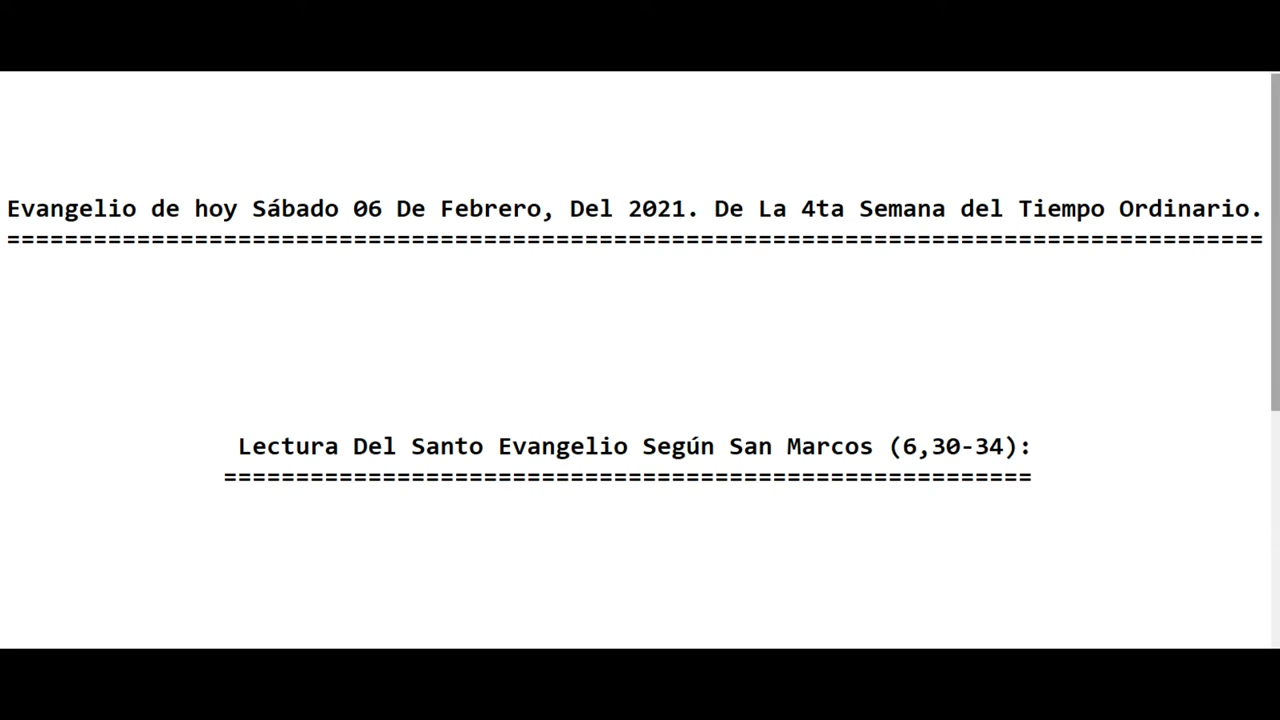 Evangelio de hoy Sábado 06 De Febrero, Del 2021. De La 4ta Semana del Tiempo Ordinario.
=======================================================================================
Lectura Del Santo Evangelio Según San Marcos (6,30-34):
========================================================